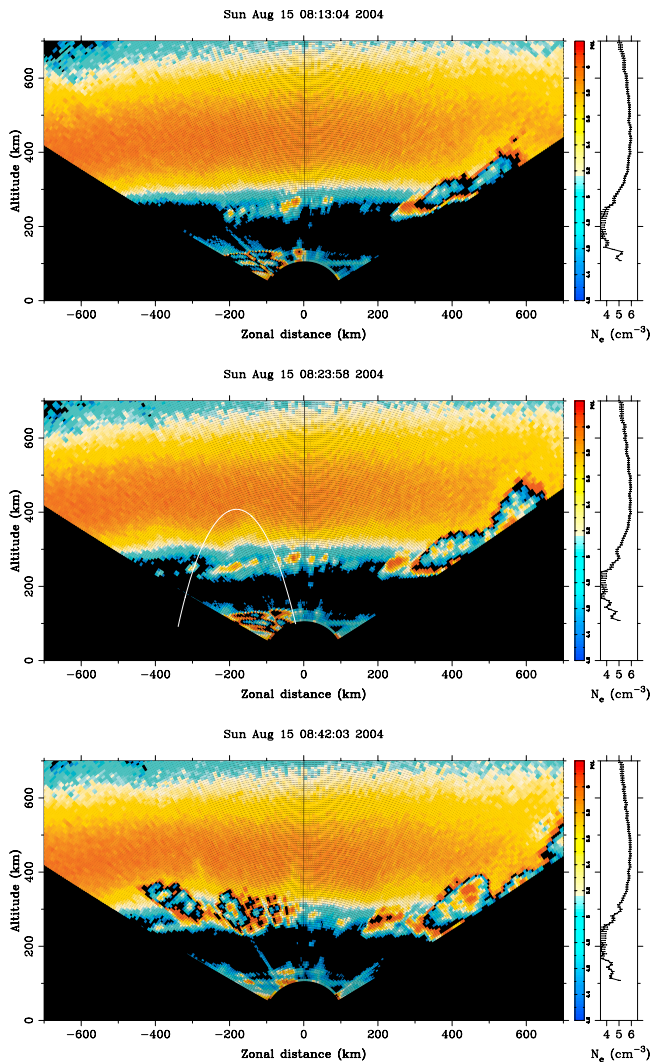 Sun Aug 15 08:13:04 2004
Altitude (km)
600
400
200
0
−600 −400 −200 0 200 400 600
Zonal distance (km)
4 5 6
Ne (cm−3)
Sun Aug 15 08:23:58 2004
Altitude (km)
600
400
200
0
−600 −400 −200 0 200 400 600
Zonal distance (km)
4 5 6
Ne (cm−3)
Sun Aug 15 08:42:03 2004
Altitude (km)
600
400
200
0
−600 −400 −200 0 200 400 600
Zonal distance (km)
4 5 6
Ne (cm−3)